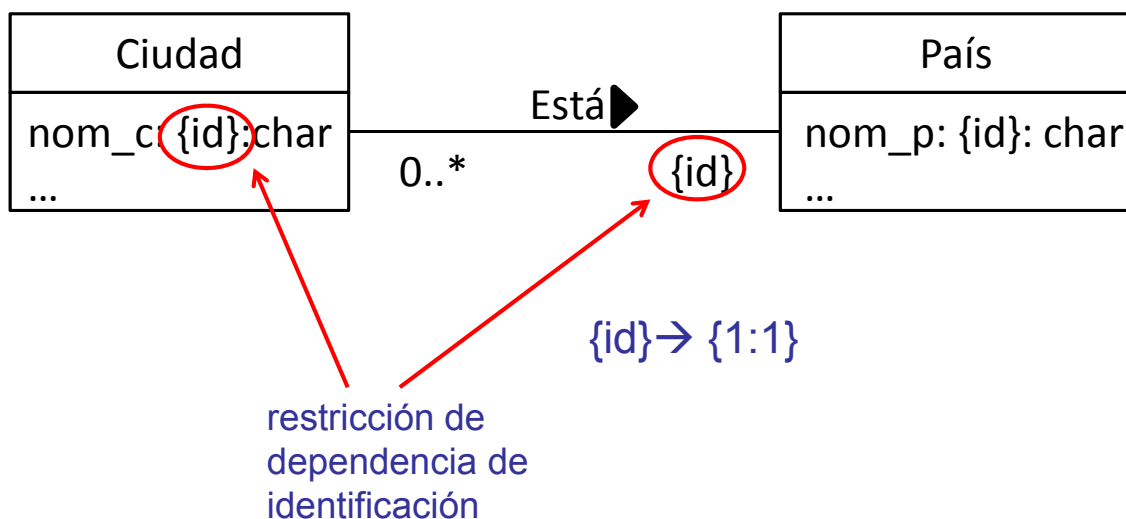 Ciudad
nom_c: {id}:char
...
Está
0..*
{id}
País
nom_p: {id}: char
...
{id}→ {1:1}
restricción de
dependencia de
identificación